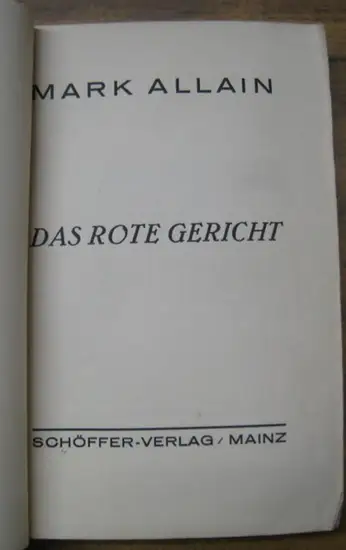 MARK ALLAIN
DAS ROTE GERICHT
SCHÖFFER-VERLAG / MAINZ